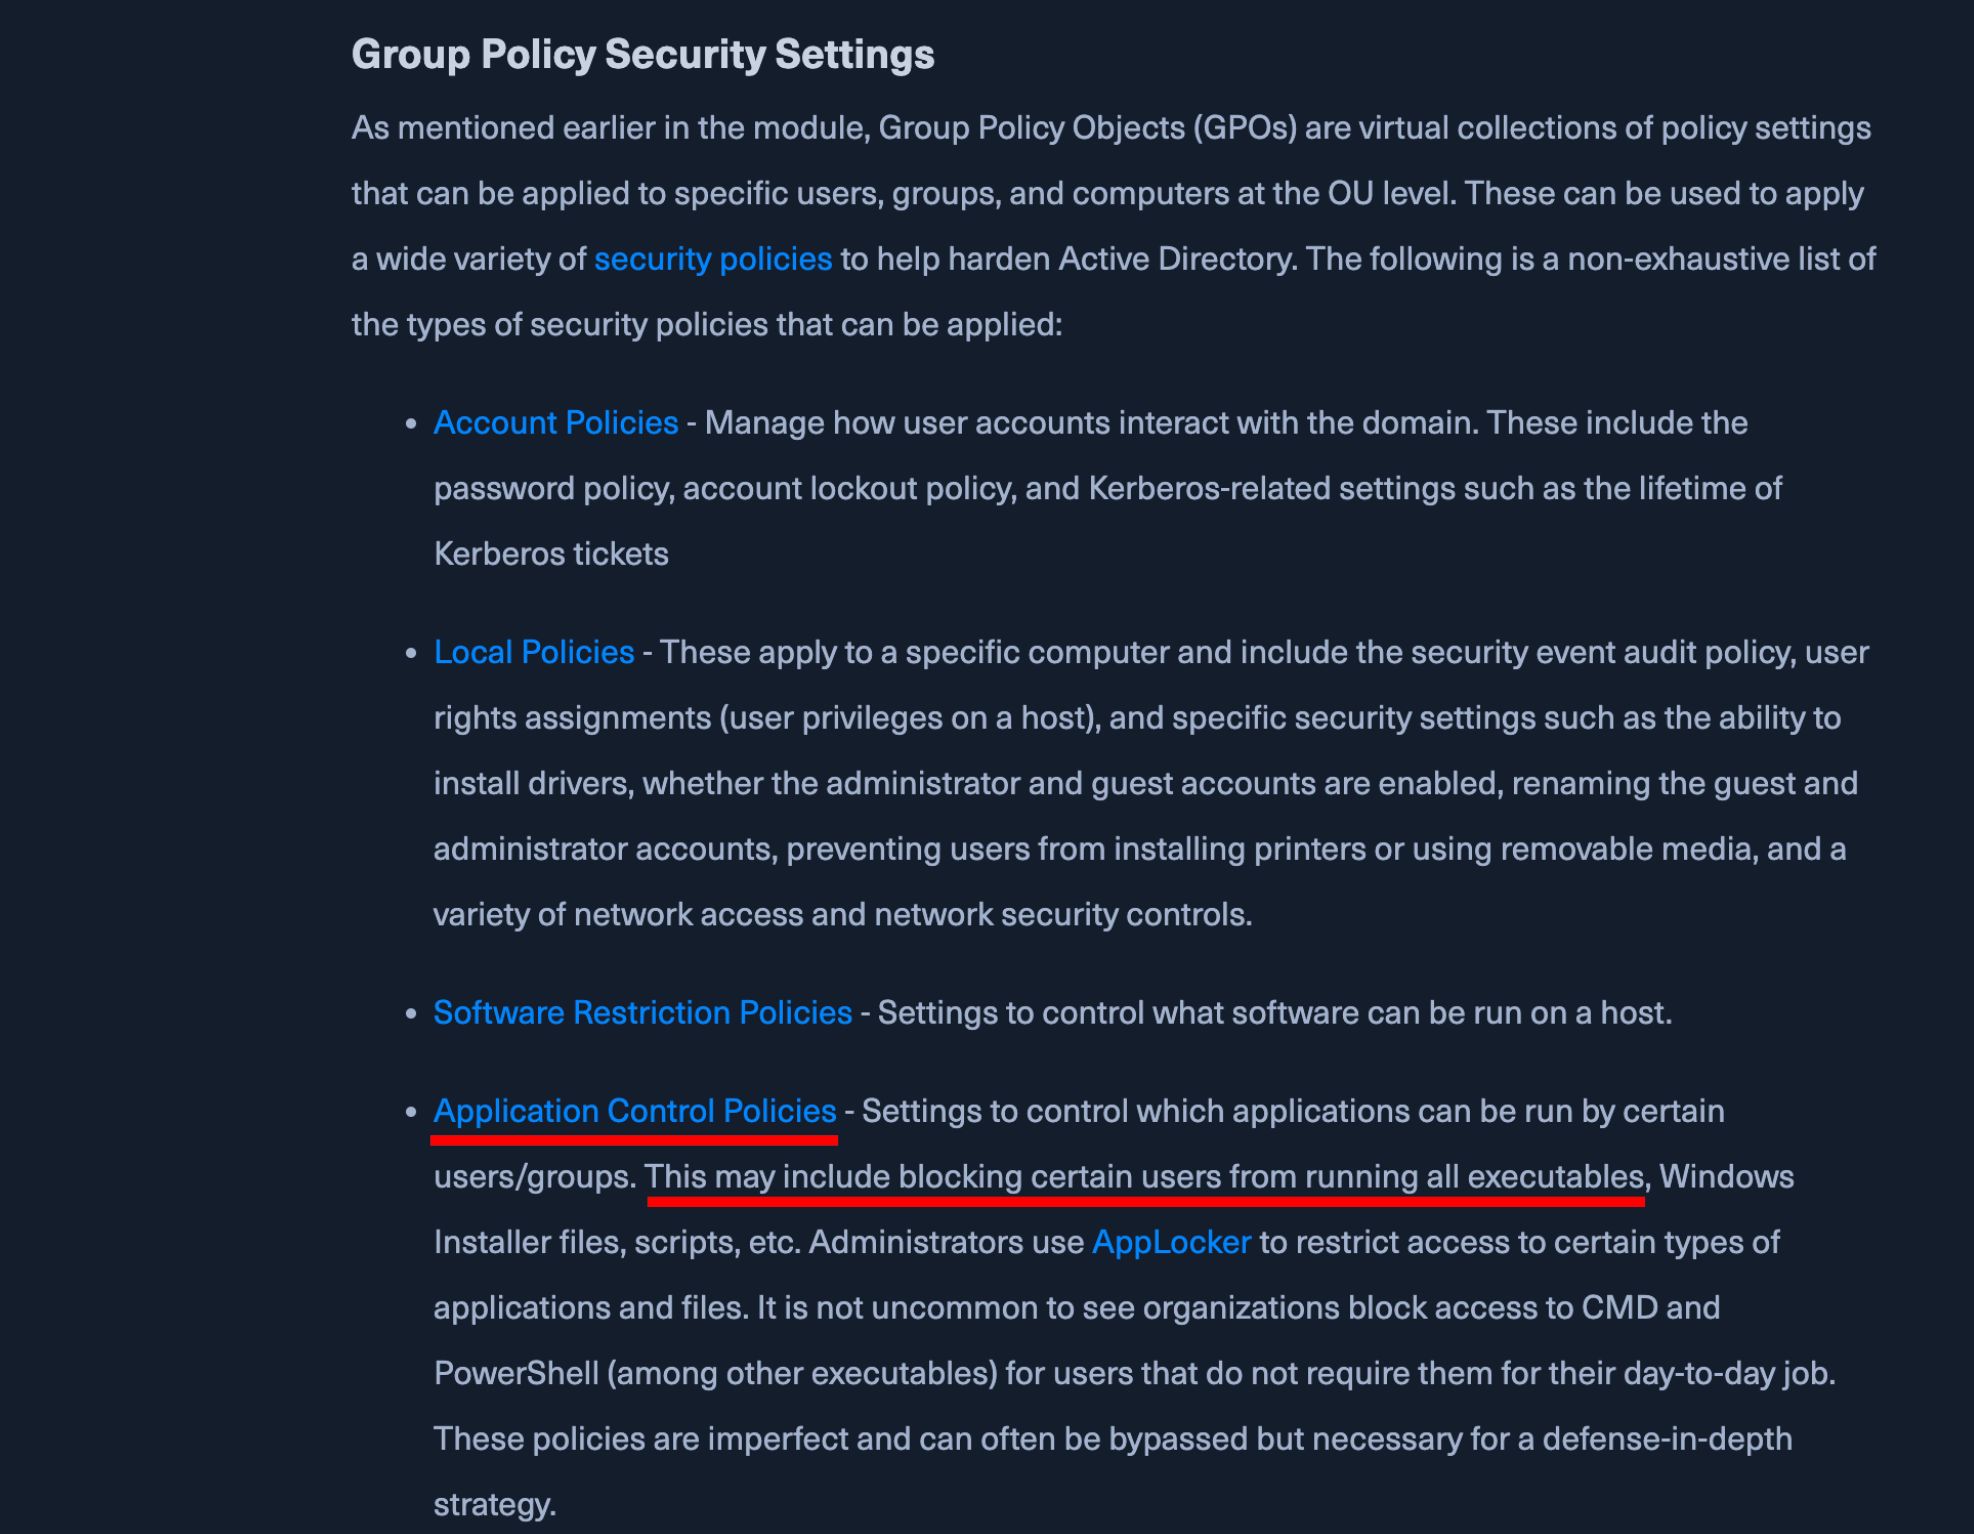 Group Policy Security Settings
As mentioned earlier in the module, Group Policy Objects (GPOs) are virtual collections of policy settings
that can be applied to specific users, groups, and computers at the OU level. These can be used to apply
a wide variety of security policies to help harden Active Directory. The following is a non-exhaustive list of
the types of security policies that can be applied:
• Account Policies - Manage how user accounts interact with the domain. These include the
password policy, account lockout policy, and Kerberos-related settings such as the lifetime of
Kerberos tickets
• Local Policies - These apply to a specific computer and include the security event audit policy, user
rights assignments (user privileges on a host), and specific security settings such as the ability to
install drivers, whether the administrator and guest accounts are enabled, renaming the guest and
administrator accounts, preventing users from installing printers or using removable media, and a
variety of network access and network security controls.
• Software Restriction Policies - Settings to control what software can be run on a host.
• Application Control Policies - Settings to control which applications can be run by certain
users/groups. This may include blocking certain users from running all executables, Windows
Installer files, scripts, etc. Administrators use AppLocker to restrict access to certain types of
applications and files. It is not uncommon to see organizations block access to CMD and
PowerShell (among other executables) for users that do not require them for their day-to-day job.
These policies are imperfect and can often be bypassed but necessary for a defense-in-depth
strategy.